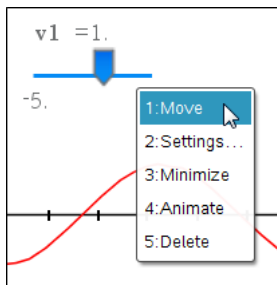 v1 =1.
-5.
1:Move
2:Settings...
3:Minimize
4:Animate
5:Delete